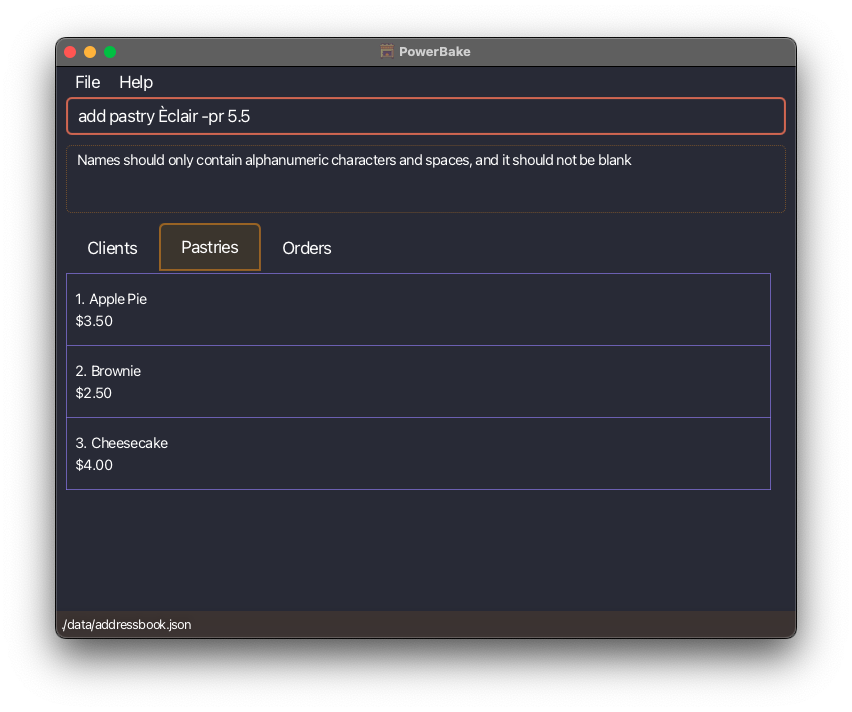 PowerBake
File Help
add pastry Èclair -pr 5.5
Names should only contain alphanumeric characters and spaces, and it should not be blank
Clients Pastries Orders
1. Apple Pie
$3.50
2. Brownie
$2.50
3. Cheesecake
$4.00
./data/addressbook.json